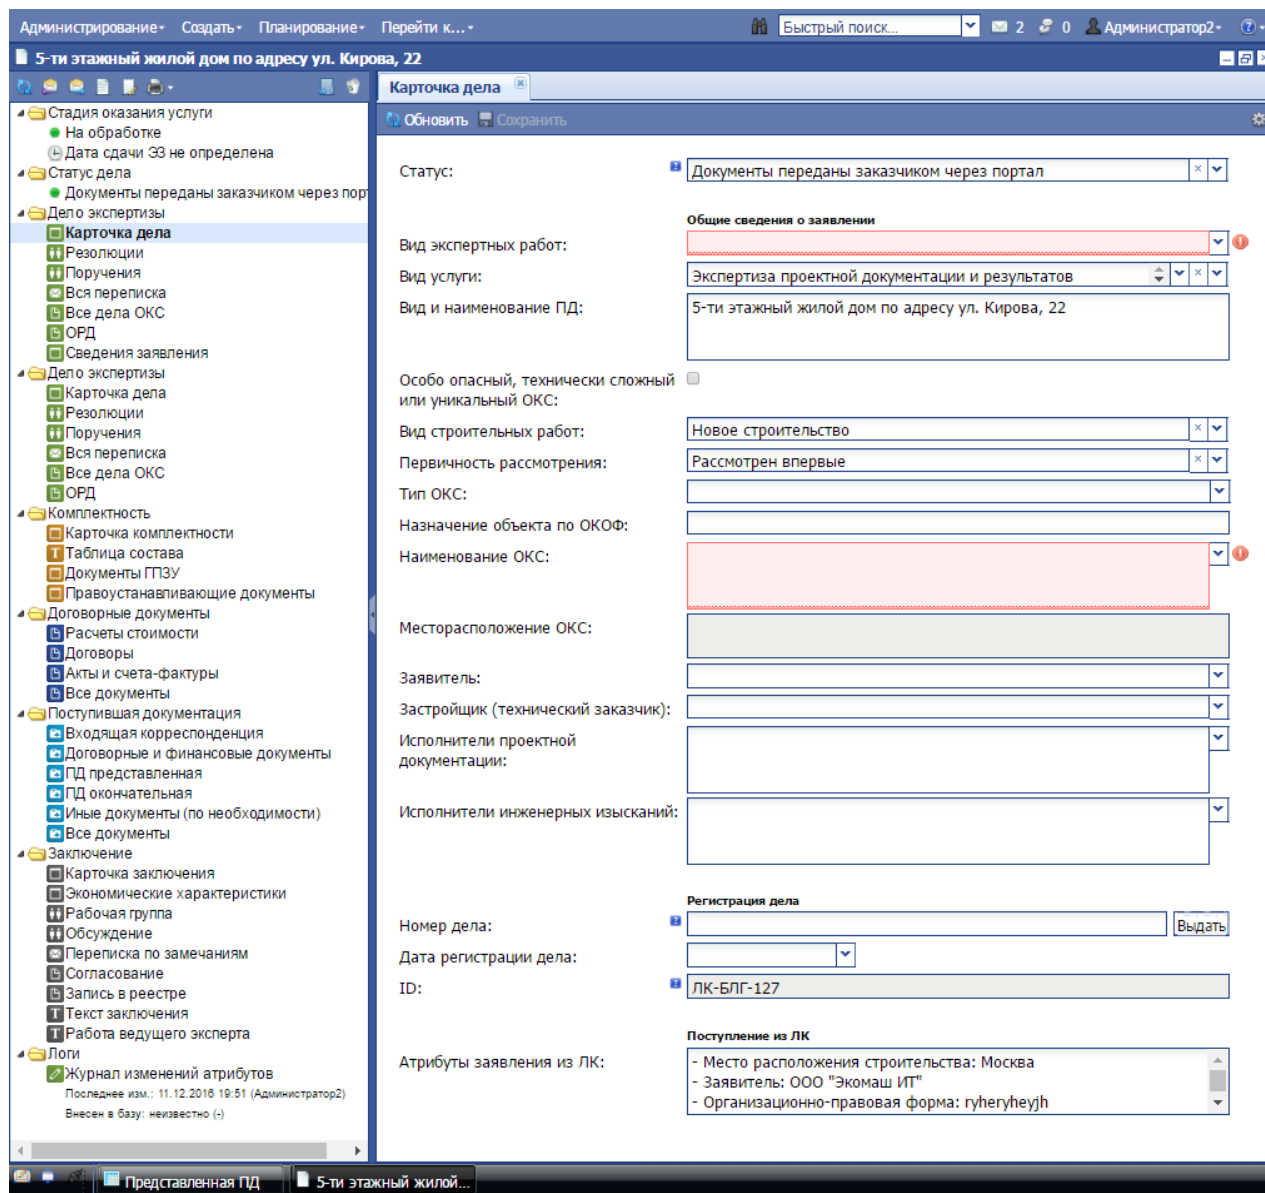 Администрирование Создать Планирование Перейти к... Быстрый поиск... 2 0 Администратор2
5-ти этажный жилой дом по адресу ул. Кирова, 22
Стадия оказания услуги
На обработке
Дата сдачи ЭЗ не определена
Статус дела
Документы переданы заказчиком через порт
Дело экспертизы
Карточка дела
Резолюции
Поручения
Вся переписка
Все дела ОКС
ОРД
Сведения заявления
Дело экспертизы
Карточка дела
Резолюции
Поручения
Вся переписка
Все дела ОКС
ОРД
Комплектность
Карточка комплектности
Таблица состава
Документы ГПЗУ
Правоустанавливающие документы
Договорные документы
Расчеты стоимости
Договоры
Акты и счета-фактуры
Все документы
Поступившая документация
Входящая корреспонденция
Договорные и финансовые документы
ПД представленная
ПД окончательная
Иные документы (по необходимости)
Все документы
Заключение
Карточка заключения
Экономические характеристики
Рабочая группа
Обсуждение
Переписка по замечаниям
Согласование
Запись в реестре
Текст заключения
Работа ведущего эксперта
Логи
Журнал изменений атрибутов
Последнее изм.: 11.12.2016 19:51 (Администратор2)
Внесен в базу: неизвестно (-)
Карточка дела
Обновить Сохранить
Статус: Документы переданы заказчиком через портал
Общие сведения о заявлении
Вид экспертных работ:
Вид услуги: Экспертиза проектной документации и результатов
Вид и наименование ПД: 5-ти этажный жилой дом по адресу ул. Кирова, 22
Особо опасный, технически сложный
или уникальный ОКС:
Вид строительных работ: Новое строительство
Первичность рассмотрения: Рассмотрен впервые
Тип ОКС:
Назначение объекта по ОКОФ:
Наименование ОКС:
Месторасположение ОКС:
Заявитель:
Застройщик (технический заказчик):
Исполнители проектной
документации:
Исполнители инженерных изысканий:
Регистрация дела
Номер дела: Выдать
Дата регистрации дела:
ID: ЛК-БЛГ-127
Поступление из ЛК
Атрибуты заявления из ЛК: - Место расположения строительства: Москва
- Заявитель: ООО "Экомаш ИТ"
- Организационно-правовая форма: ryheryheyjh
Представленная ПД 5-ти этажный жилой...